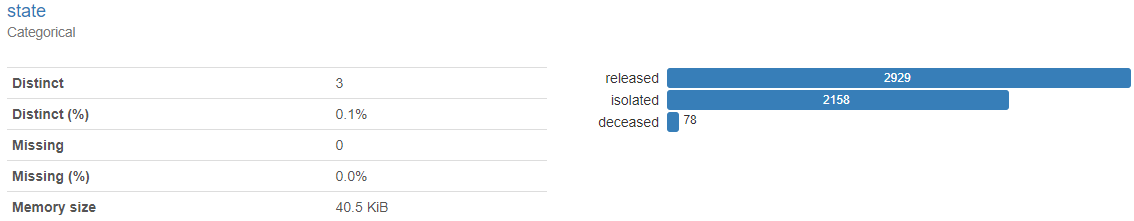 state
Categorical
Distinct 3
Distinct (%) 0.1%
Missing 0
Missing (%) 0.0%
Memory size 40.5 KiB
released 2929
isolated 2158
deceased 78